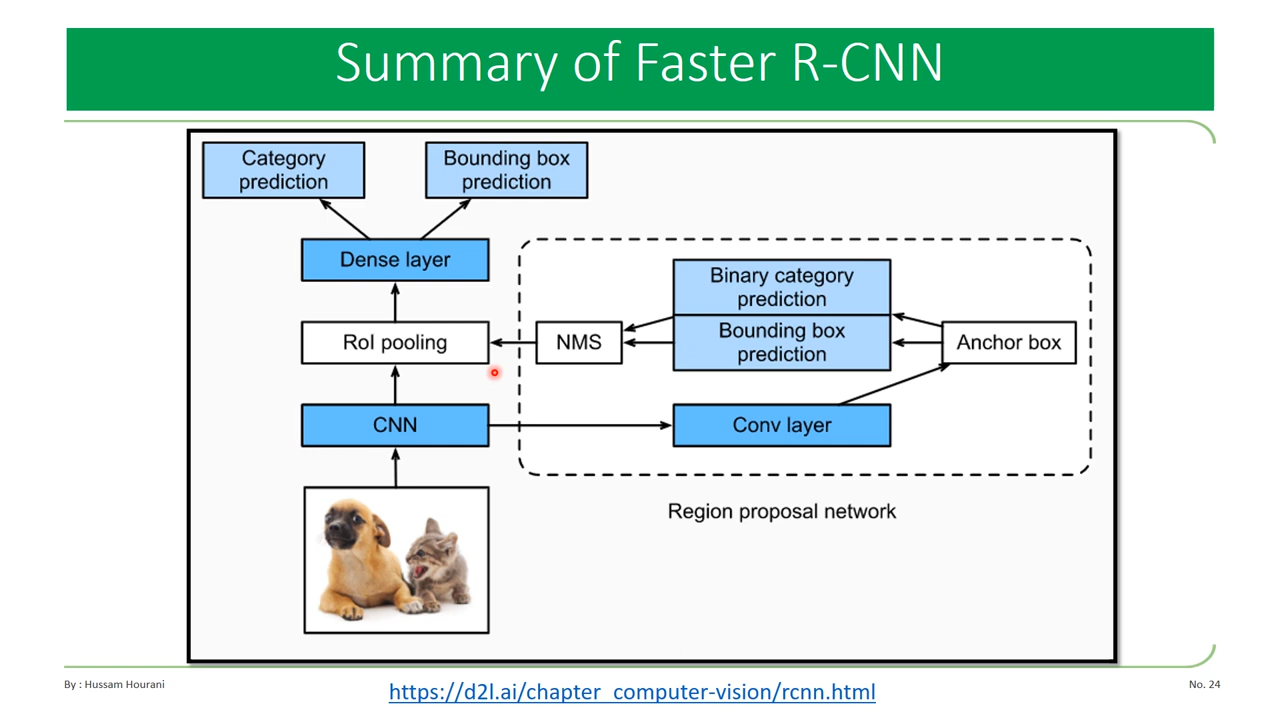 Summary of Faster R-CNN
Category
prediction
Bounding box
prediction
Dense layer
RoI pooling
CNN
NMS
Binary category
prediction
Bounding box
prediction
Anchor box
Conv layer
Region proposal network
By : Hussam Hourani
https://d2l.ai/chapter_computer-vision/rcnn.html
No. 24